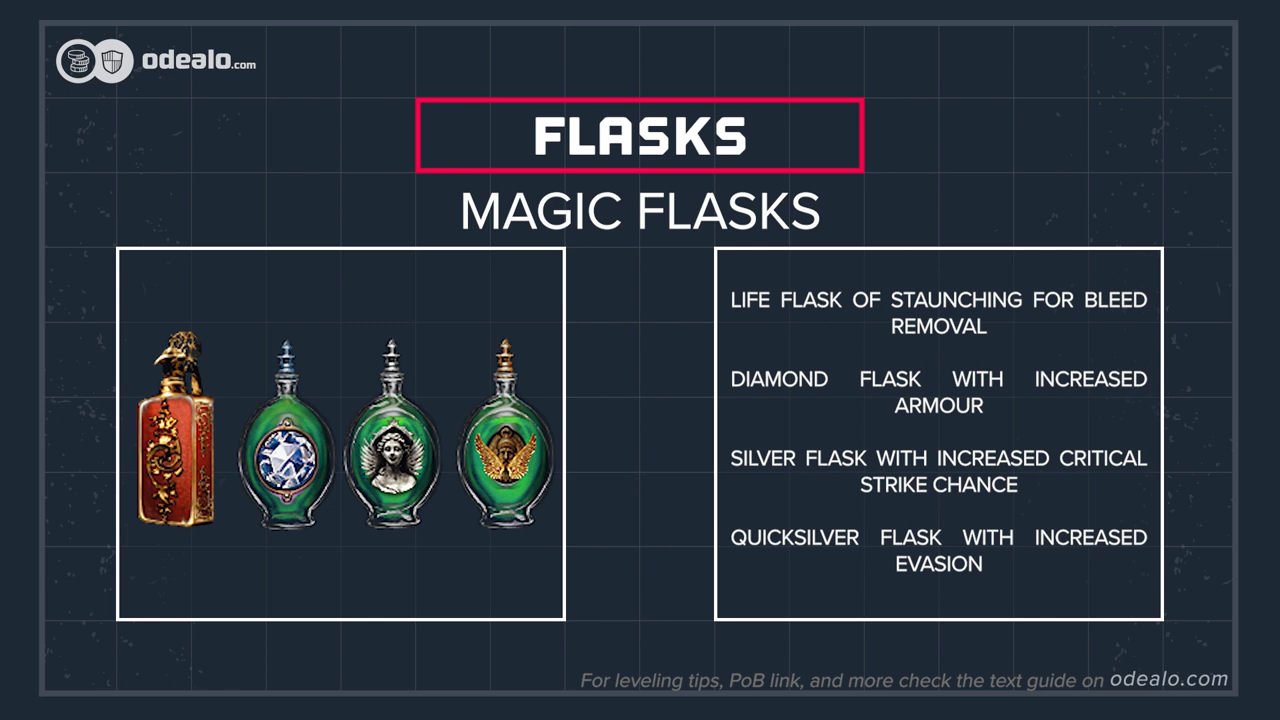 odealo.com
FLASKS
MAGIC FLASKS
LIFE FLASK OF STAUNCHING FOR BLEED
REMOVAL
DIAMOND FLASK WITH INCREASED
ARMOUR
SILVER FLASK WITH INCREASED CRITICAL
STRIKE CHANCE
QUICKSILVER FLASK WITH INCREASED
EVASION
For leveling tips, PoB link, and more check the text guide on odealo.com